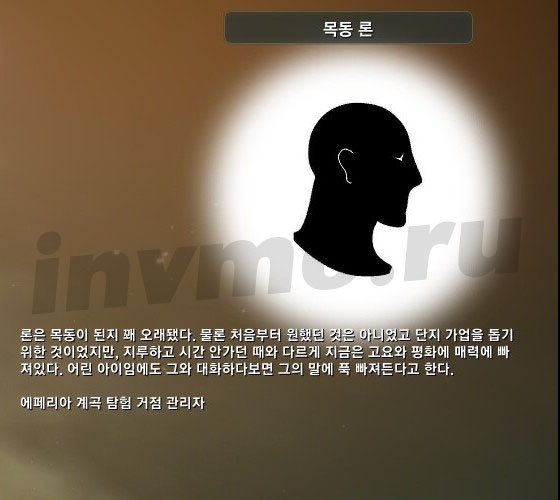 목동 론
invmo.ru
론은 목동이 된지 꽤 오래됐다. 물론 처음부터 원했던 것은 아니었고 단지 가업을 돕기
위한 것이었지만, 지루하고 시간 안가던 때와 다르게 지금은 고요와 평화에 매력에 빠
져있다. 어린 아이임에도 그와 대화하다보면 그의 말에 푹 빠져든다고 한다.
에페리아 계곡 탐험 거점 관리자